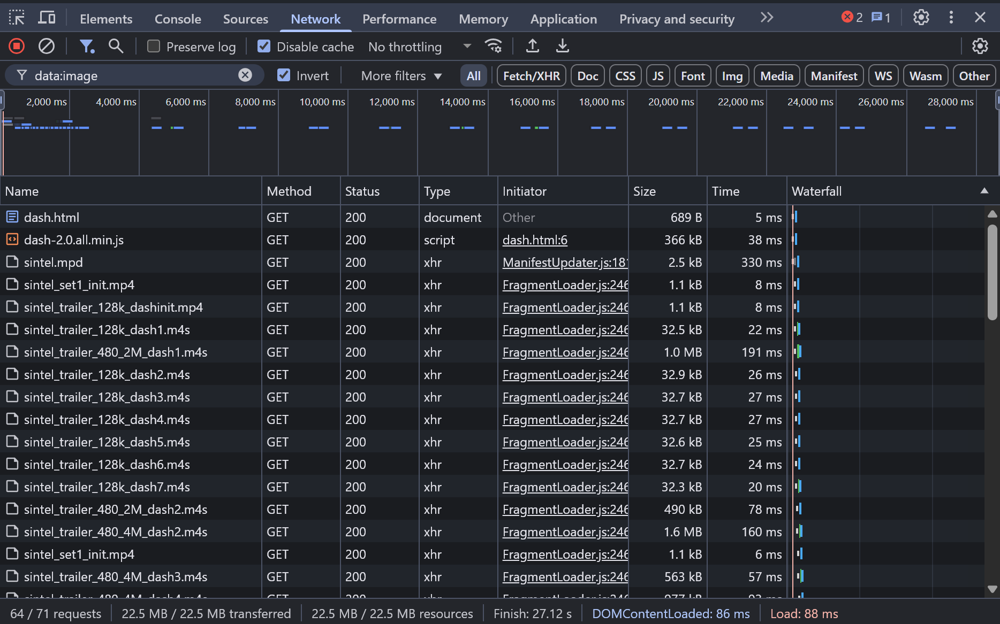 Elements Console Sources Network Performance Memory Application Privacy and security 2 1
Preserve log Disable cache No throttling
data:image Invert More filters All Fetch/XHR Doc CSS JS Font Img Media Manifest WS Wasm Other
2,000 ms 4,000 ms 6,000 ms 8,000 ms 10,000 ms 12,000 ms 14,000 ms 16,000 ms 18,000 ms 20,000 ms 22,000 ms 24,000 ms 26,000 ms 28,000 ms
Name Method Status Type Initiator Size Time Waterfall
dash.html GET 200 document Other 689 B 5 ms
dash-2.0.all.min.js GET 200 script dash.html:6 366 kB 38 ms
sintel.mpd GET 200 xhr ManifestUpdater.js:181 2.5 kB 330 ms
sintel_set1_init.mp4 GET 200 xhr FragmentLoader.js:246 1.1 kB 8 ms
sintel_trailer_128k_dashinit.mp4 GET 200 xhr FragmentLoader.js:246 1.1 kB 8 ms
sintel_trailer_128k_dash1.m4s GET 200 xhr FragmentLoader.js:246 32.5 kB 22 ms
sintel_trailer_480_2M_dash1.m4s GET 200 xhr FragmentLoader.js:246 1.0 MB 191 ms
sintel_trailer_128k_dash2.m4s GET 200 xhr FragmentLoader.js:246 32.9 kB 26 ms
sintel_trailer_128k_dash3.m4s GET 200 xhr FragmentLoader.js:246 32.7 kB 27 ms
sintel_trailer_128k_dash4.m4s GET 200 xhr FragmentLoader.js:246 32.7 kB 27 ms
sintel_trailer_128k_dash5.m4s GET 200 xhr FragmentLoader.js:246 32.6 kB 25 ms
sintel_trailer_128k_dash6.m4s GET 200 xhr FragmentLoader.js:246 32.7 kB 24 ms
sintel_trailer_128k_dash7.m4s GET 200 xhr FragmentLoader.js:246 32.3 kB 20 ms
sintel_trailer_480_2M_dash2.m4s GET 200 xhr FragmentLoader.js:246 490 kB 78 ms
sintel_trailer_480_4M_dash2.m4s GET 200 xhr FragmentLoader.js:246 1.6 MB 160 ms
sintel_set1_init.mp4 GET 200 xhr FragmentLoader.js:246 1.1 kB 6 ms
sintel_trailer_480_4M_dash3.m4s GET 200 xhr FragmentLoader.js:246 563 kB 57 ms
sintel_trailer_480_4M_dash4.m4s GET 200 xhr FragmentLoader.js:246 977 kB 93 ms
64 / 71 requests 22.5 MB / 22.5 MB transferred 22.5 MB / 22.5 MB resources Finish: 27.12 s DOMContentLoaded: 86 ms Load: 88 ms